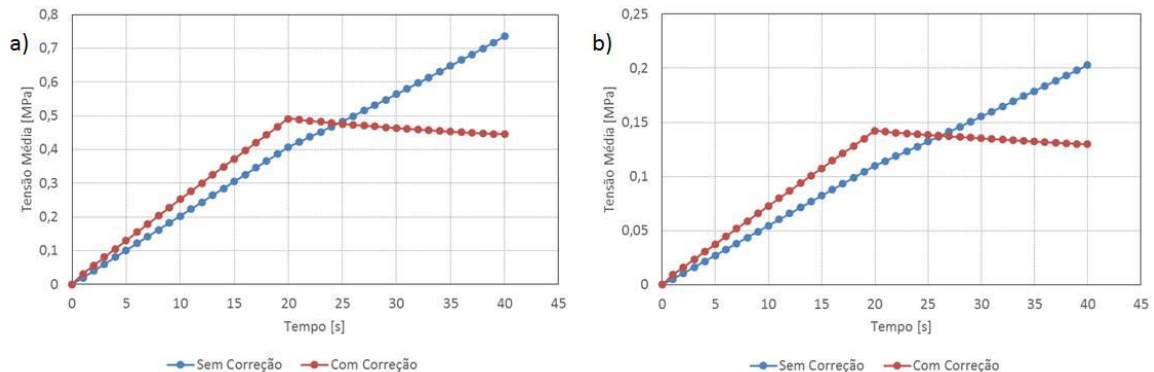 a)
Tensão Média [MPa]
0,8
0,7
0,6
0,5
0,4
0,3
0,2
0,1
0
0 5 10 15 20 25 30 35 40 45
Tempo [s]
Sem Correção Com Correção
b)
Tensão Média [MPa]
0,25
0,2
0,15
0,1
0,05
0
0 5 10 15 20 25 30 35 40 45
Tempo [s]
Sem Correção Com Correção